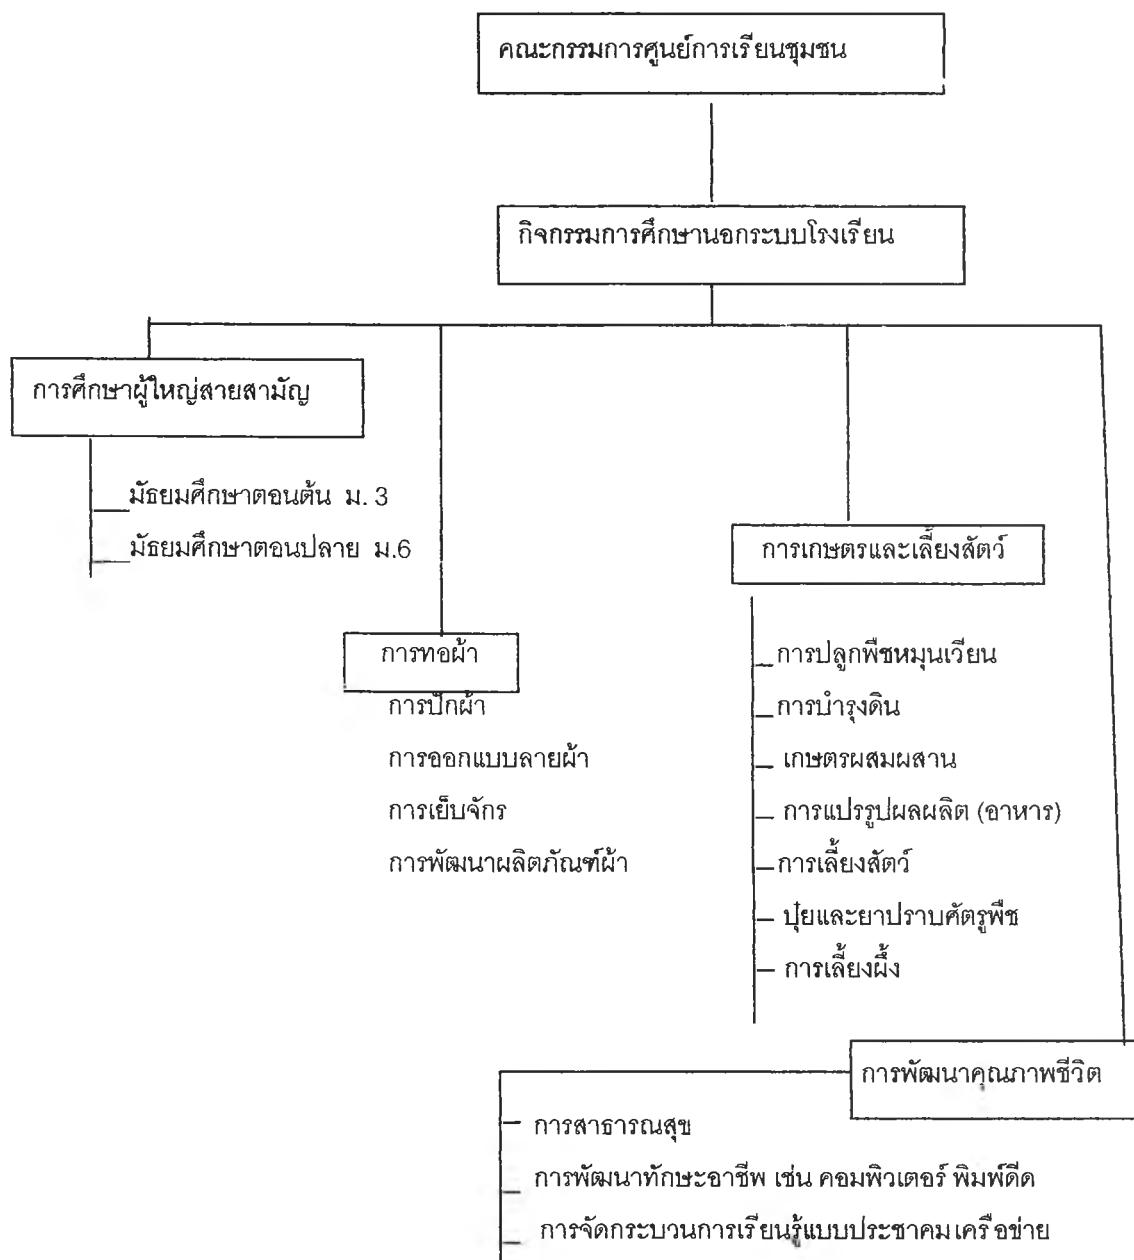 คณะกรรมการศูนย์การเรียนชุมชน
กิจกรรมการศึกษานอกระบบโรงเรียน
การศึกษาผู้ใหญ่สายสามัญ
มัธยมศึกษาตอนต้น ม. 3
มัธยมศึกษาตอนปลาย ม.6
การทอผ้า
การปักผ้า
การออกแบบลายผ้า
การเย็บจักร
การพัฒนาผลิตภัณฑ์ผ้า
การเกษตรและเลี้ยงสัตว์
การปลูกพืชหมุนเวียน
การบำรุงดิน
เกษตรผสมผสาน
การแปรรูปผลผลิต (อาหาร)
การเลี้ยงสัตว์
ปุ๋ยและยาปราบศัตรูพืช
การเลี้ยงผึ้ง
การพัฒนาคุณภาพชีวิต
การสาธารณสุข
การพัฒนาทักษะอาชีพ เช่น คอมพิวเตอร์ พิมพ์ดีด
การจัดกระบวนการเรียนรู้แบบประชาคม เครือข่าย